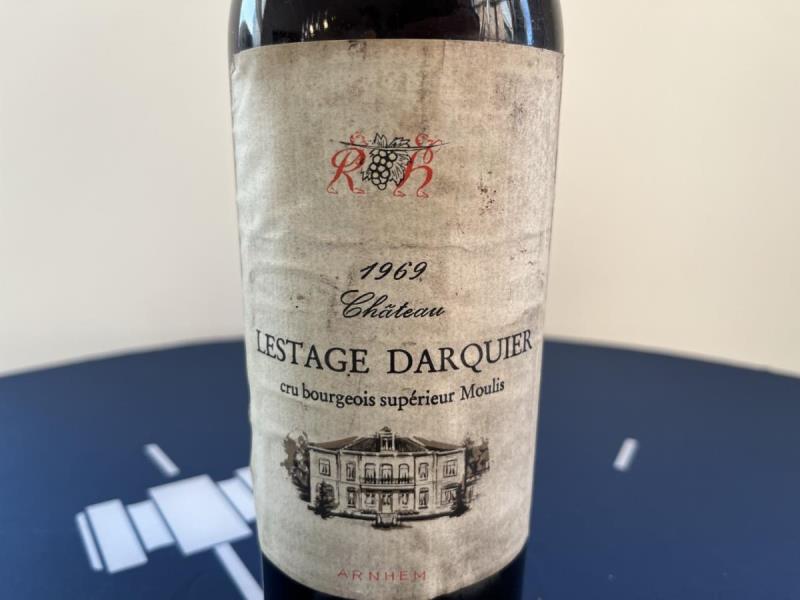 R H
1969
Château
LESTAGE DARQUIER
cru bourgeois supérieur Moulis
ARNHEM